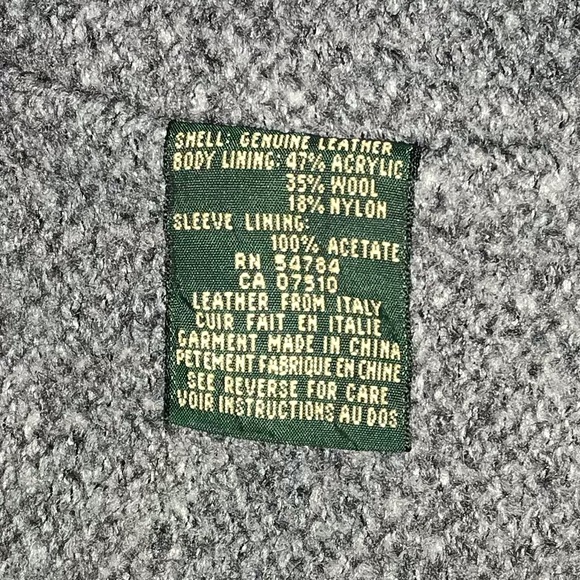 SHELL: GENUINE LEATHER
BODY LINING: 47% ACRYLIC
35% WOOL
18% NYLON
SLEEVE LINING:
100% ACETATE
RN 54784
CA 07510
LEATHER FROM ITALY
CUIR FAIT EN ITALIE
GARMENT MADE IN CHINA
PETEMENT FABRIQUE EN CHINE
SEE REVERSE FOR CARE
VOIR INSTRUCTIONS AU DOS